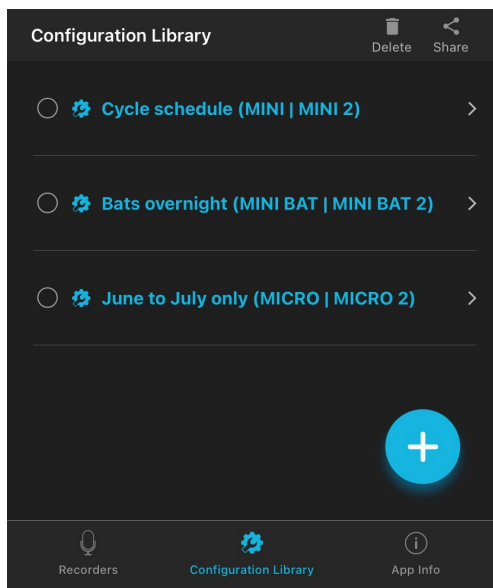 Configuration Library
Delete
Share
Cycle schedule (MINI | MINI 2)
Bats overnight (MINI BAT | MINI BAT 2)
June to July only (MICRO | MICRO 2)
Recorders
Configuration Library
App Info